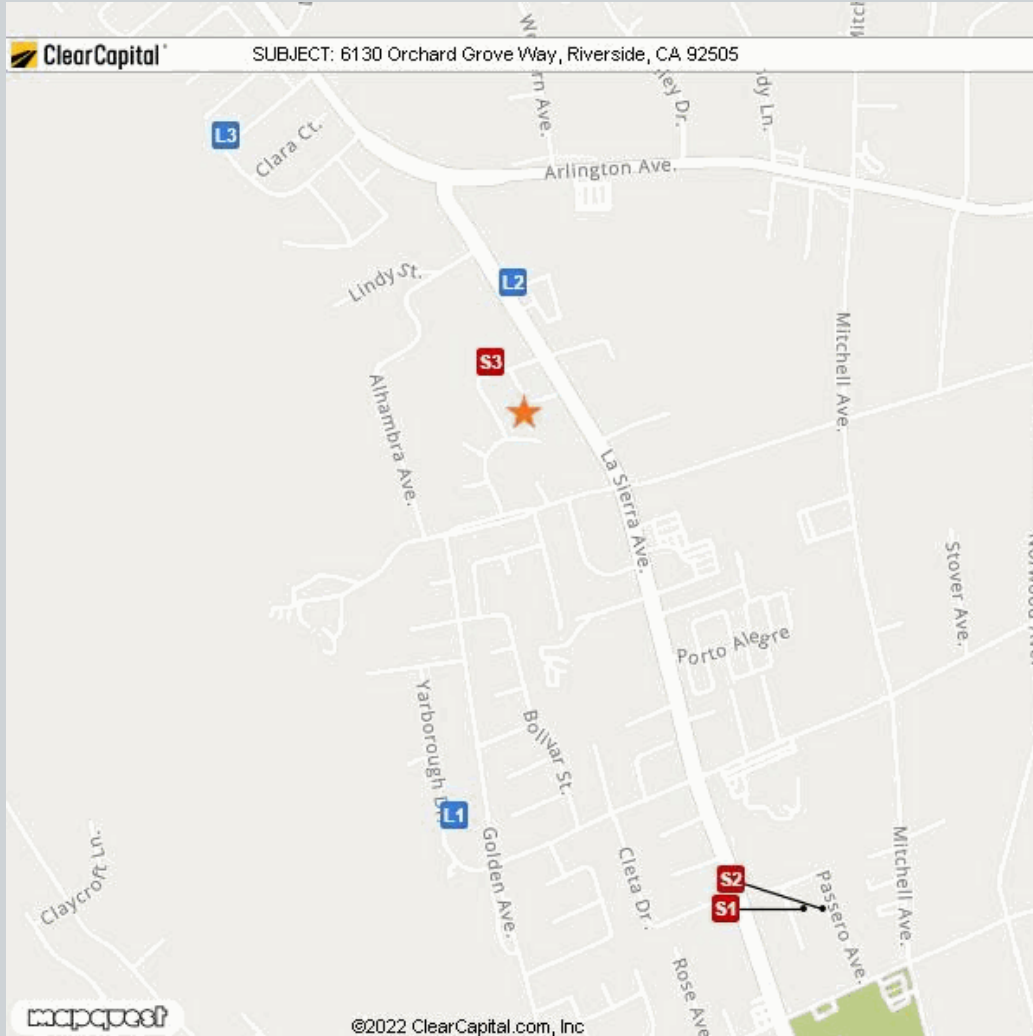 ClearCapital
SUBJECT: 6130 Orchard Grove Way, Riverside, CA 92505
L3
Clara Ct.
Arlington Ave.
Lindy St.
L2
S3
Mitchell Ave.
Alhambra Ave.
La Sierra Ave.
Stover Ave.
Porto Alegre
Yarborough Dr.
Bolivar St.
L1
Golden Ave.
Cleta Dr.
Mitchell Ave.
Claycroft Ln.
S2
S1
Passero Ave.
Rose Ave
mapquest
©2022 ClearCapital.com, Inc